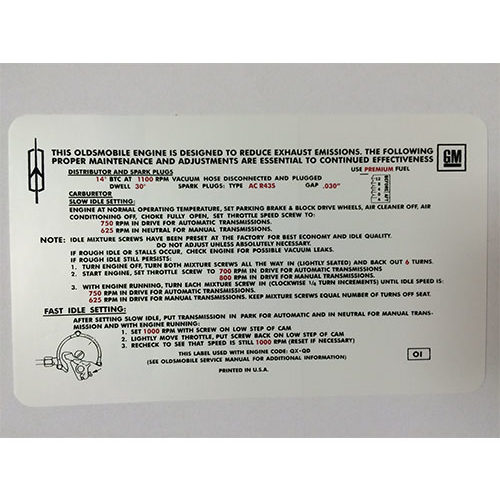 THIS OLDSMOBILE ENGINE IS DESIGNED TO REDUCE EXHAUST EMISSIONS. THE FOLLOWING
PROPER MAINTENANCE AND ADJUSTMENTS ARE ESSENTIAL TO CONTINUED EFFECTIVENESS
GM
DISTRIBUTOR AND SPARK PLUGS
USE PREMIUM FUEL
14° BTC AT 1100 RPM VACUUM HOSE DISCONNECTED AND PLUGGED
DWELL 30° SPARK PLUGS: TYPE AC R43S GAP .030"
CARBURETOR
SLOW IDLE SETTING:
ENGINE AT NORMAL OPERATING TEMPERATURE, SET PARKING BRAKE & BLOCK DRIVE WHEELS, AIR CLEANER OFF, AIR
CONDITIONING OFF, CHOKE FULLY OPEN, SET THROTTLE SPEED SCREW TO:
750 RPM IN DRIVE FOR AUTOMATIC TRANSMISSIONS.
625 RPM IN NEUTRAL FOR MANUAL TRANSMISSIONS.
NOTE: IDLE MIXTURE SCREWS HAVE BEEN PRESET AT THE FACTORY FOR BEST ECONOMY AND IDLE QUALITY.
DO NOT ADJUST UNLESS ABSOLUTELY NECESSARY.
IF ROUGH IDLE OR STALLS OCCUR, CHECK ENGINE FOR POSSIBLE VACUUM LEAKS.
IF ROUGH IDLE STILL PERSISTS:
1. TURN ENGINE OFF, TURN BOTH MIXTURE SCREWS ALL THE WAY IN (LIGHTLY SEATED) AND BACK OUT 6 TURNS.
2. START ENGINE, SET THROTTLE SCREW TO 700 RPM IN DRIVE FOR AUTOMATIC TRANSMISSIONS
800 RPM IN NEUTRAL FOR MANUAL TRANSMISSIONS.
3. WITH ENGINE RUNNING, TURN EACH MIXTURE SCREW IN (CLOCKWISE 1/4 TURN INCREMENTS) UNTIL IDLE SPEED IS:
750 RPM IN DRIVE FOR AUTOMATIC TRANSMISSIONS.
625 RPM IN DRIVE FOR MANUAL TRANSMISSIONS. KEEP MIXTURE SCREWS EQUAL NUMBER OF TURNS OFF SEAT.
FAST IDLE SETTING:
AFTER SETTING SLOW IDLE, PUT TRANSMISSION IN PARK FOR AUTOMATIC AND IN NEUTRAL FOR MANUAL TRANS-
MISSION AND WITH ENGINE RUNNING:
1. SET 1000 RPM WITH SCREW ON LOW STEP OF CAM
2. LIGHTLY MOVE THROTTLE, PUT SCREW BACK ON LOW STEP OF CAM
3. RECHECK TO SEE THAT SPEED IS STILL 1000 RPM (RESET IF NECESSARY)
THIS LABEL USED WITH ENGINE CODE: QX-QD
(SEE OLDSMOBILE SERVICE MANUAL FOR ADDITIONAL INFORMATION)
OI
PRINTED IN U.S.A.